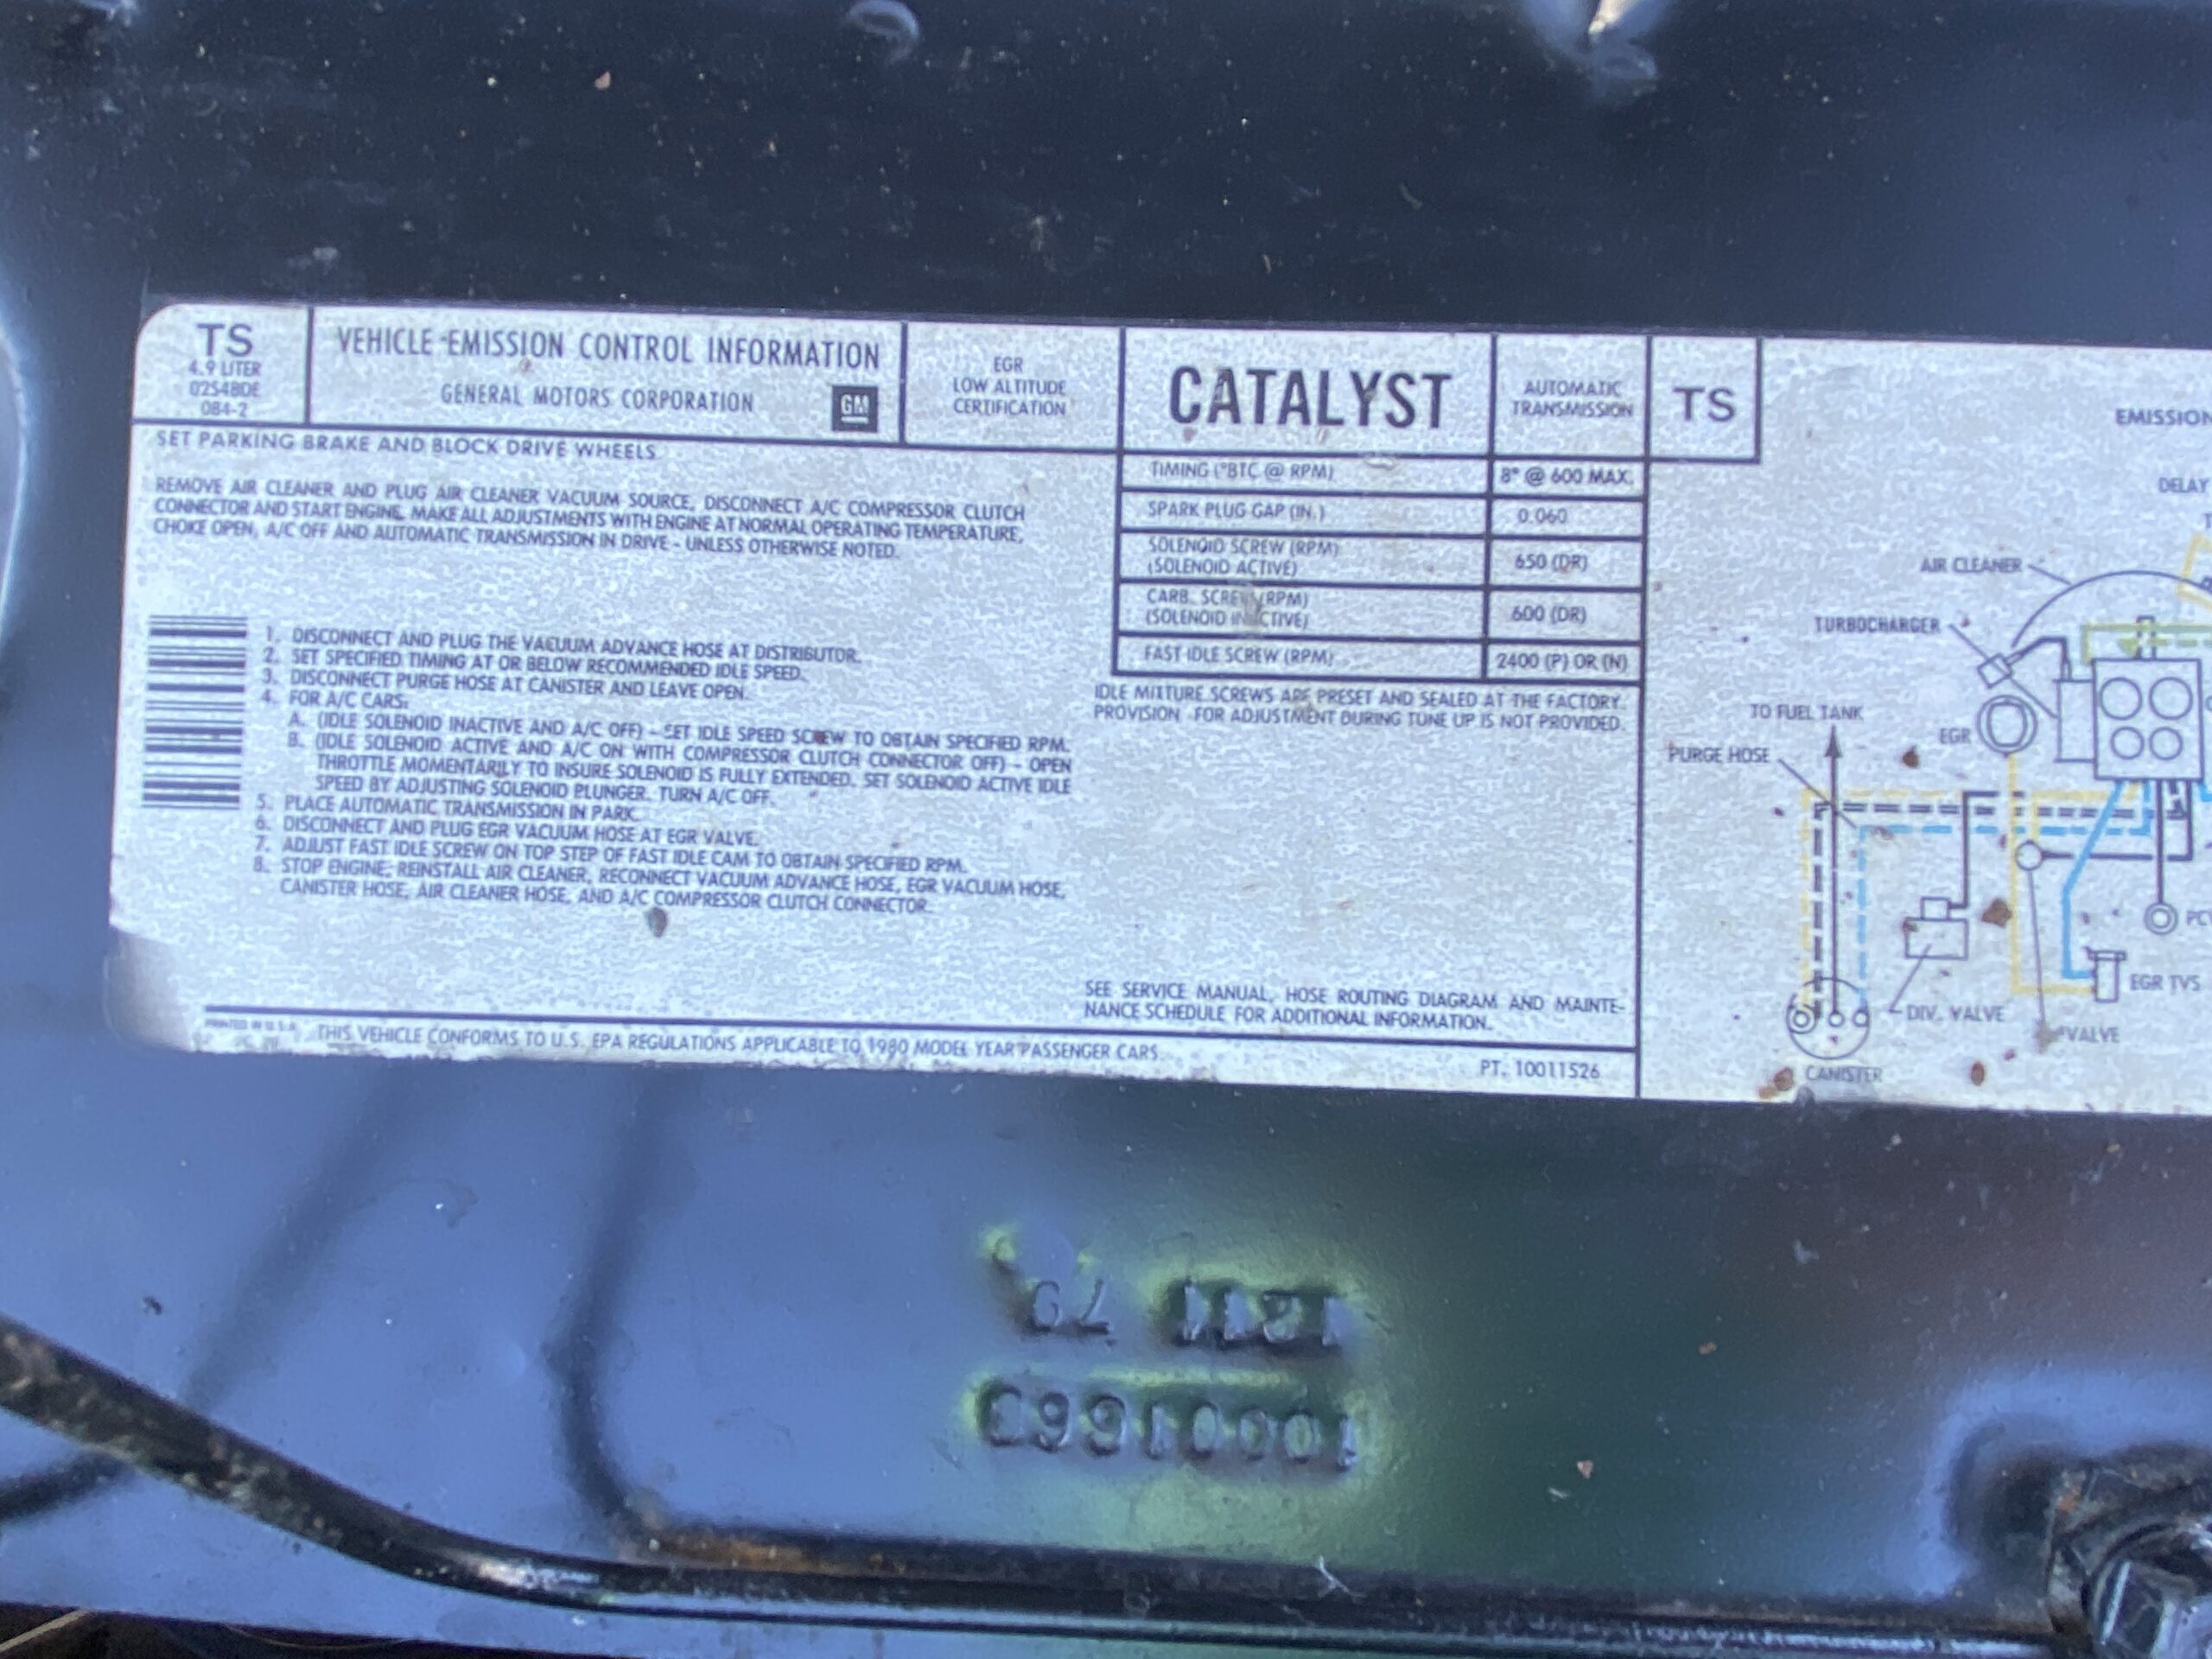 TS
4.9 LITER
02S4BDE
084-2
VEHICLE EMISSION CONTROL INFORMATION
GENERAL MOTORS CORPORATION
GM
EGR
LOW ALTITUDE
CERTIFICATION
CATALYST
AUTOMATIC
TRANSMISSION
TS
SET PARKING BRAKE AND BLOCK DRIVE WHEELS
REMOVE AIR CLEANER AND PLUG AIR CLEANER VACUUM SOURCE, DISCONNECT A/C COMPRESSOR CLUTCH
CONNECTOR AND START ENGINE. MAKE ALL ADJUSTMENTS WITH ENGINE AT NORMAL OPERATING TEMPERATURE,
CHOKE OPEN, A/C OFF AND AUTOMATIC TRANSMISSION IN DRIVE - UNLESS OTHERWISE NOTED.
1. DISCONNECT AND PLUG THE VACUUM ADVANCE HOSE AT DISTRIBUTOR.
2. SET SPECIFIED TIMING AT OR BELOW RECOMMENDED IDLE SPEED.
3. DISCONNECT PURGE HOSE AT CANISTER AND LEAVE OPEN.
4. FOR A/C CARS:
A. (IDLE SOLENOID INACTIVE AND A/C OFF) - SET IDLE SPEED SCREW TO OBTAIN SPECIFIED RPM.
B. (IDLE SOLENOID ACTIVE AND A/C ON WITH COMPRESSOR CLUTCH CONNECTOR OFF) - OPEN
THROTTLE MOMENTARILY TO INSURE SOLENOID IS FULLY EXTENDED. SET SOLENOID ACTIVE IDLE
SPEED BY ADJUSTING SOLENOID PLUNGER. TURN A/C OFF.
5. PLACE AUTOMATIC TRANSMISSION IN PARK.
6. DISCONNECT AND PLUG EGR VACUUM HOSE AT EGR VALVE.
7. ADJUST FAST IDLE SCREW ON TOP STEP OF FAST IDLE CAM TO OBTAIN SPECIFIED RPM.
8. STOP ENGINE; REINSTALL AIR CLEANER, RECONNECT VACUUM ADVANCE HOSE, EGR VACUUM HOSE,
CANISTER HOSE, AIR CLEANER HOSE, AND A/C COMPRESSOR CLUTCH CONNECTOR.
TIMING (°BTC @ RPM) 8° @ 600 MAX.
SPARK PLUG GAP (IN.) 0.060
SOLENOID SCREW (RPM)
(SOLENOID ACTIVE) 650 (DR)
CARB. SCREW (RPM)
(SOLENOID INACTIVE) 600 (DR)
FAST IDLE SCREW (RPM) 2400 (P) OR (N)
IDLE MIXTURE SCREWS ARE PRESET AND SEALED AT THE FACTORY.
PROVISION FOR ADJUSTMENT DURING TUNE UP IS NOT PROVIDED.
SEE SERVICE MANUAL, HOSE ROUTING DIAGRAM AND MAINTE-
NANCE SCHEDULE FOR ADDITIONAL INFORMATION.
PRINTED IN U.S.A.
THIS VEHICLE CONFORMS TO U.S. EPA REGULATIONS APPLICABLE TO 1980 MODEL YEAR PASSENGER CARS.
PT. 10011526
EMISSION
DELAY
AIR CLEANER
TURBOCHARGER
TO FUEL TANK
EGR
PURGE HOSE
PC
EGR TVS
DIV. VALVE
VALVE
CANISTER